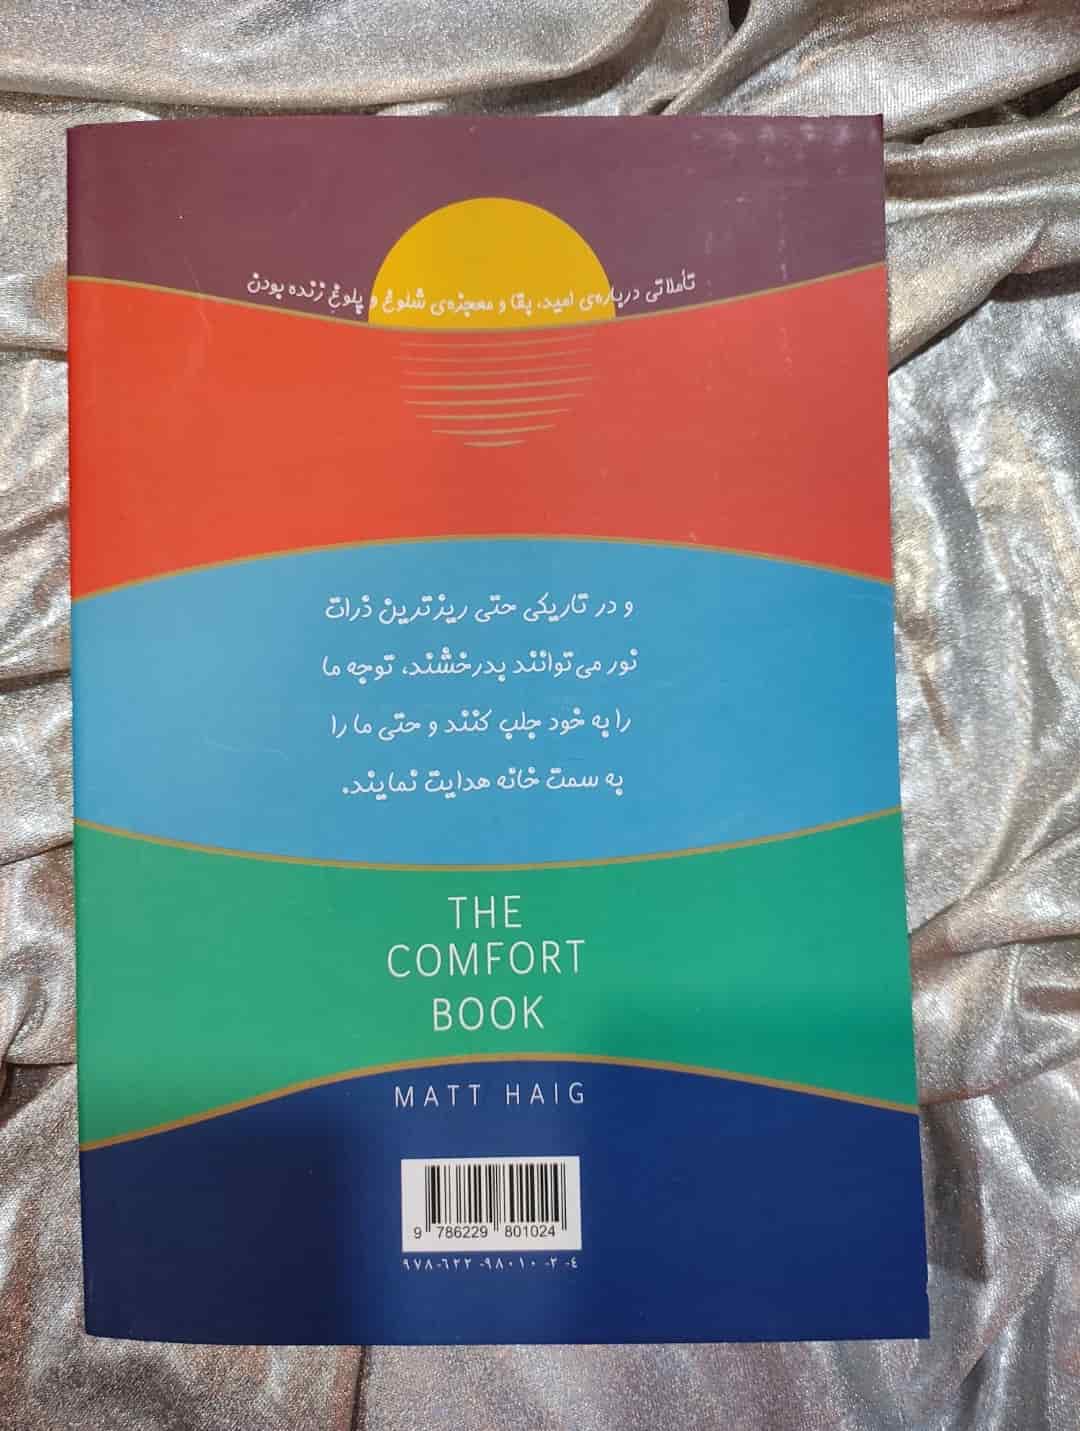 تأملاتی درباره‌ی امید، بقا و معجزه‌ی شلوغ و پلوغِ زنده بودن
و در تاریکی حتی ریزترین ذرات
نور می‌توانند بدرخشند، توجه ما
را به خود جلب کنند و حتی ما را
به سمت خانه هدایت نمایند.
THE
COMFORT
BOOK
MATT HAIG
9 786229 801024
۹۷۸-۶۲۲-۹۸۰۱۰-۲-۴